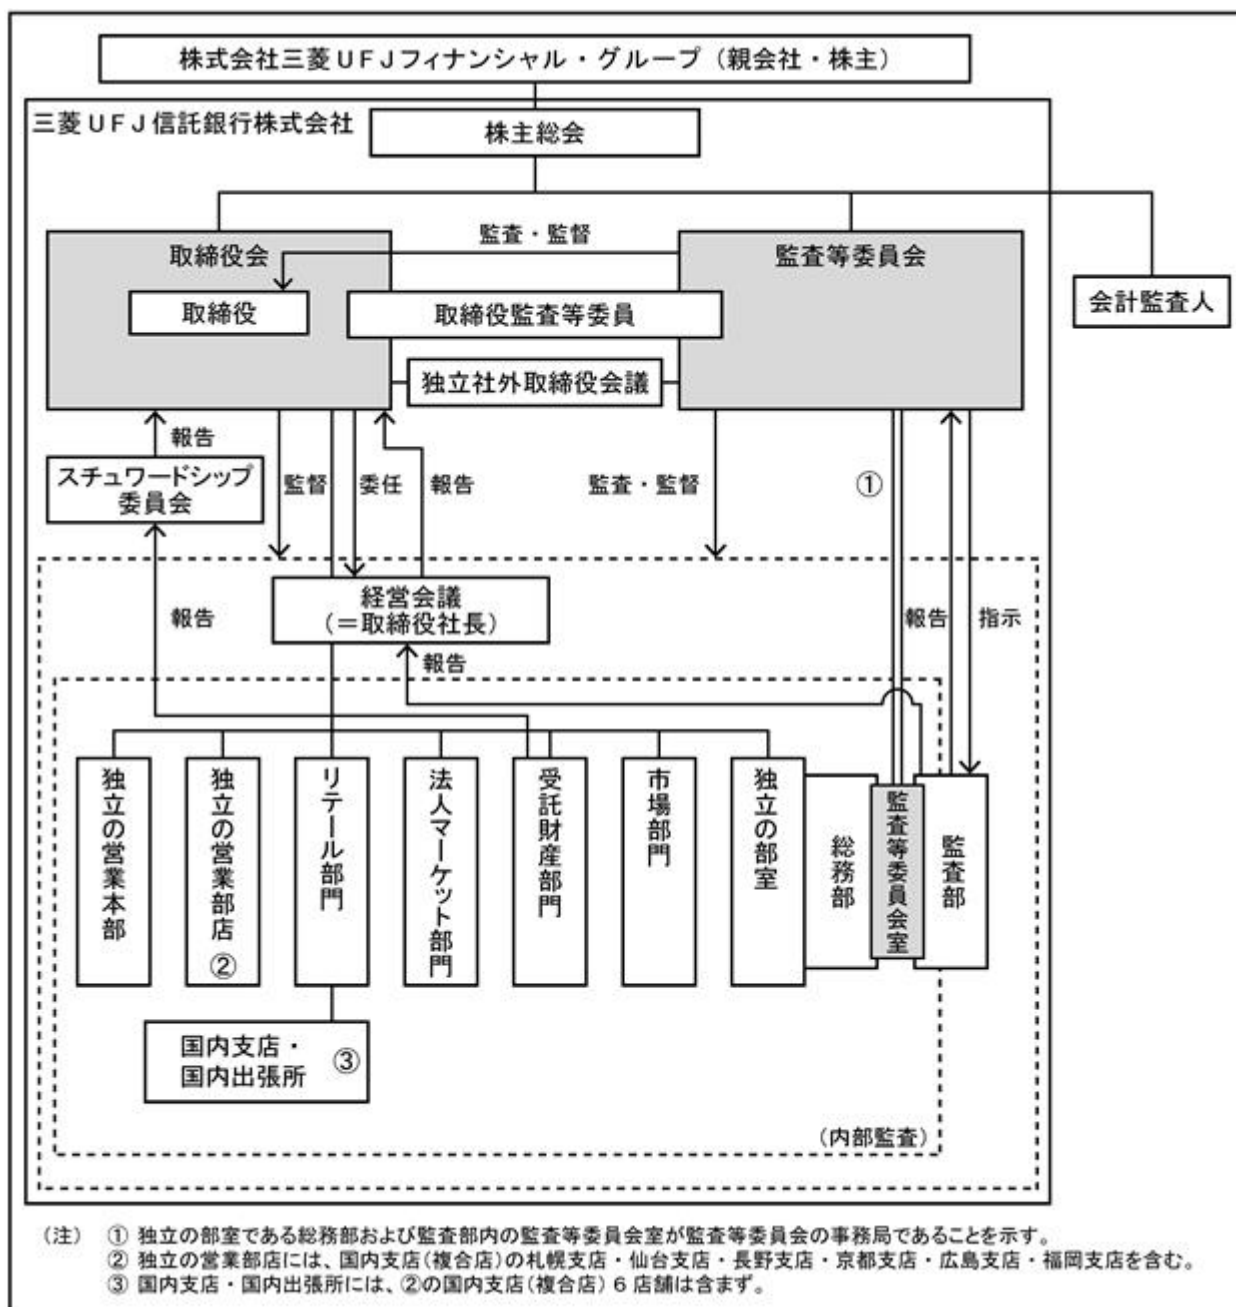 株式会社三菱UFJフィナンシャル・グループ（親会社・株主）
三菱UFJ信託銀行株式会社
株主総会
取締役会
監査・監督
監査等委員会
取締役
取締役監査等委員
会計監査人
独立社外取締役会議
報告
スチュワードシップ
委員会
監督
委任
報告
監査・監督
①
経営会議
（＝取締役社長）
報告
報告
指示
報告
独立の営業本部
独立の営業部店
②
リテール部門
法人マーケット部門
受託財産部門
市場部門
独立の部室
総務部
監査等委員会室
監査部
国内支店・
国内出張所
③
（内部監査）
（注） ① 独立の部室である総務部および監査部内の監査等委員会室が監査等委員会の事務局であることを示す。
② 独立の営業部店には、国内支店（複合店）の札幌支店・仙台支店・長野支店・京都支店・広島支店・福岡支店を含む。
③ 国内支店・国内出張所には、②の国内支店（複合店）６店舗は含まず。